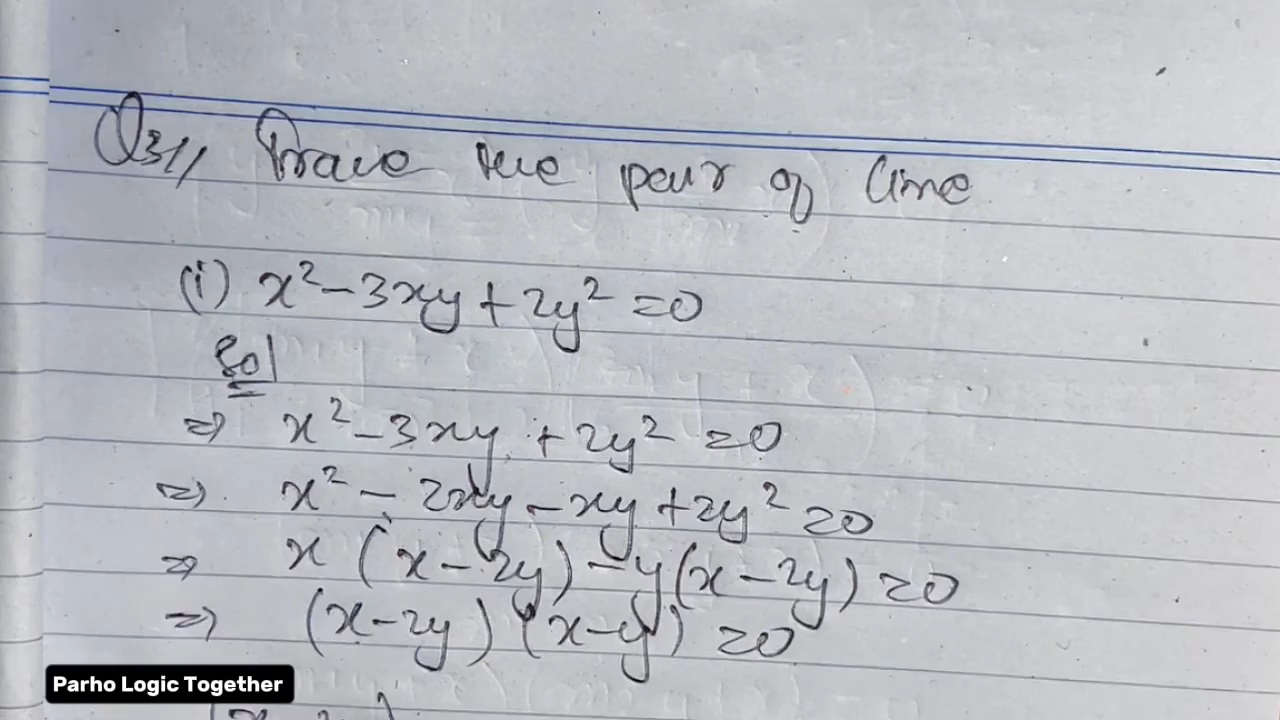 Q3// Trace the pair of line
(i) x² - 3xy + 2y² = 0
Sol
⇒ x² - 3xy + 2y² = 0
⇒ x² - 2xy - xy + 2y² = 0
⇒ x (x - 2y) - y (x - 2y) = 0
⇒ (x - 2y) (x - y) = 0
Parho Logic Together